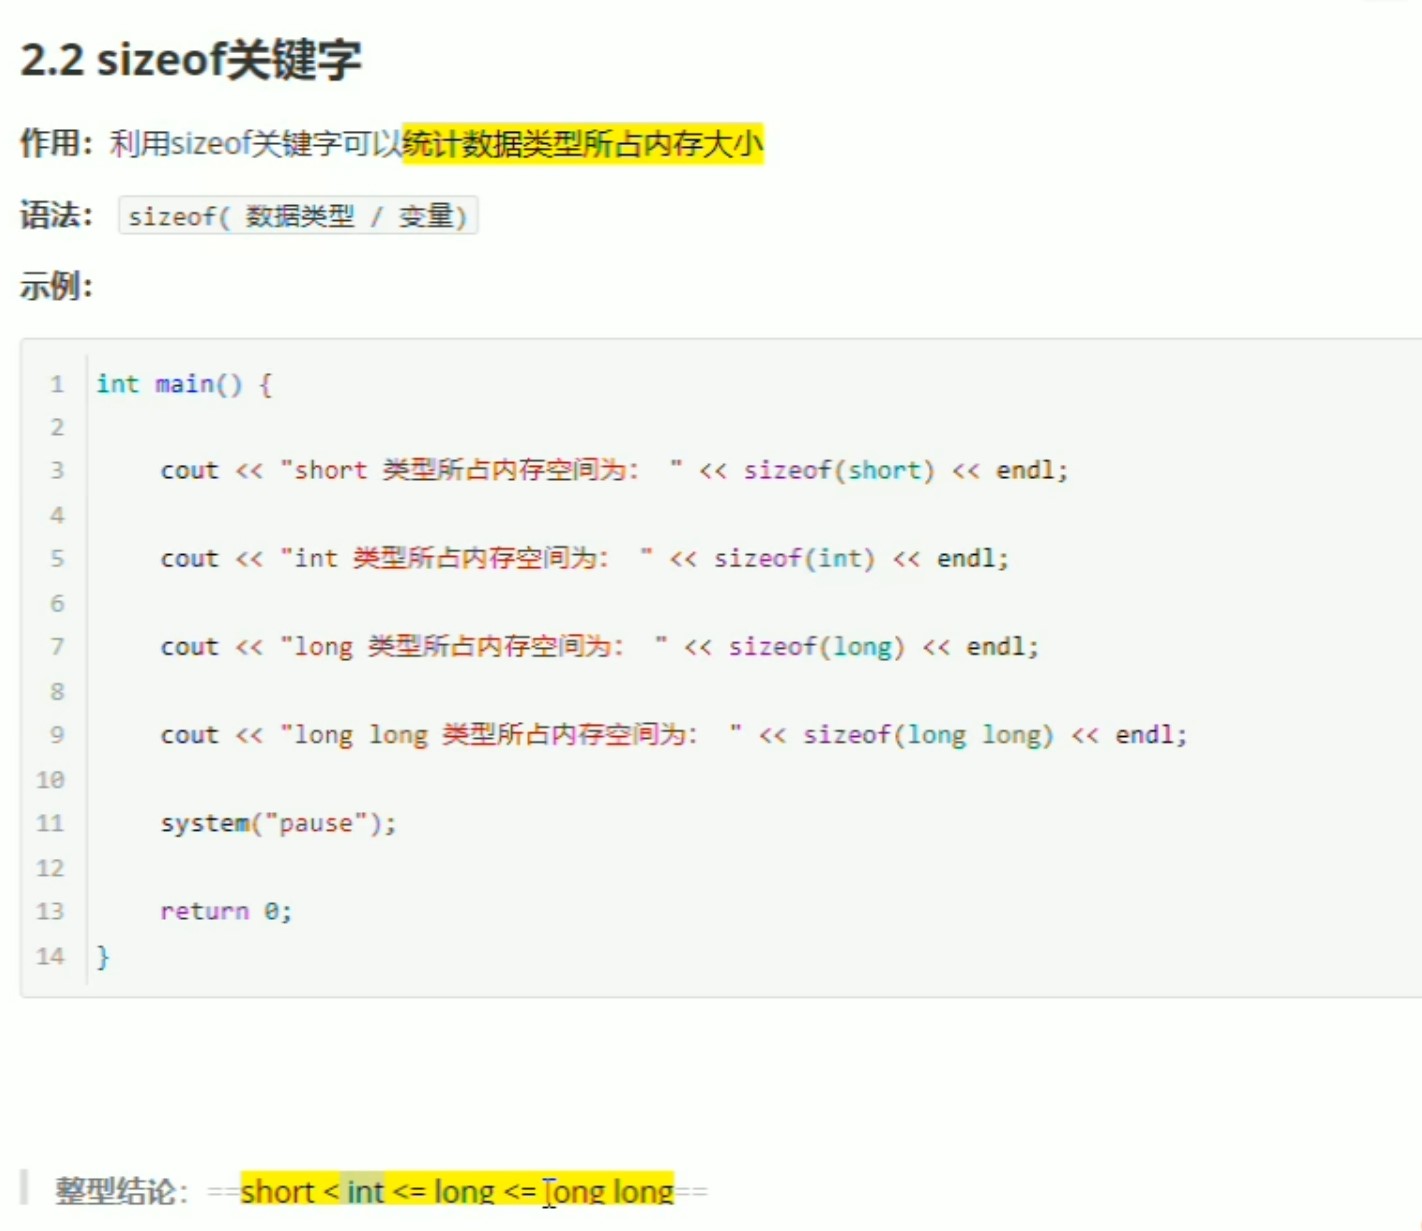 2.2 sizeof关键字
作用：利用sizeof关键字可以统计数据类型所占内存大小
语法： sizeof( 数据类型 / 变量)
示例：
1 int main() {
2
3 cout << "short 类型所占内存空间为： " << sizeof(short) << endl;
4
5 cout << "int 类型所占内存空间为： " << sizeof(int) << endl;
6
7 cout << "long 类型所占内存空间为： " << sizeof(long) << endl;
8
9 cout << "long long 类型所占内存空间为： " << sizeof(long long) << endl;
10
11 system("pause");
12
13 return 0;
14 }
整型结论：==short < int <= long <= long long==